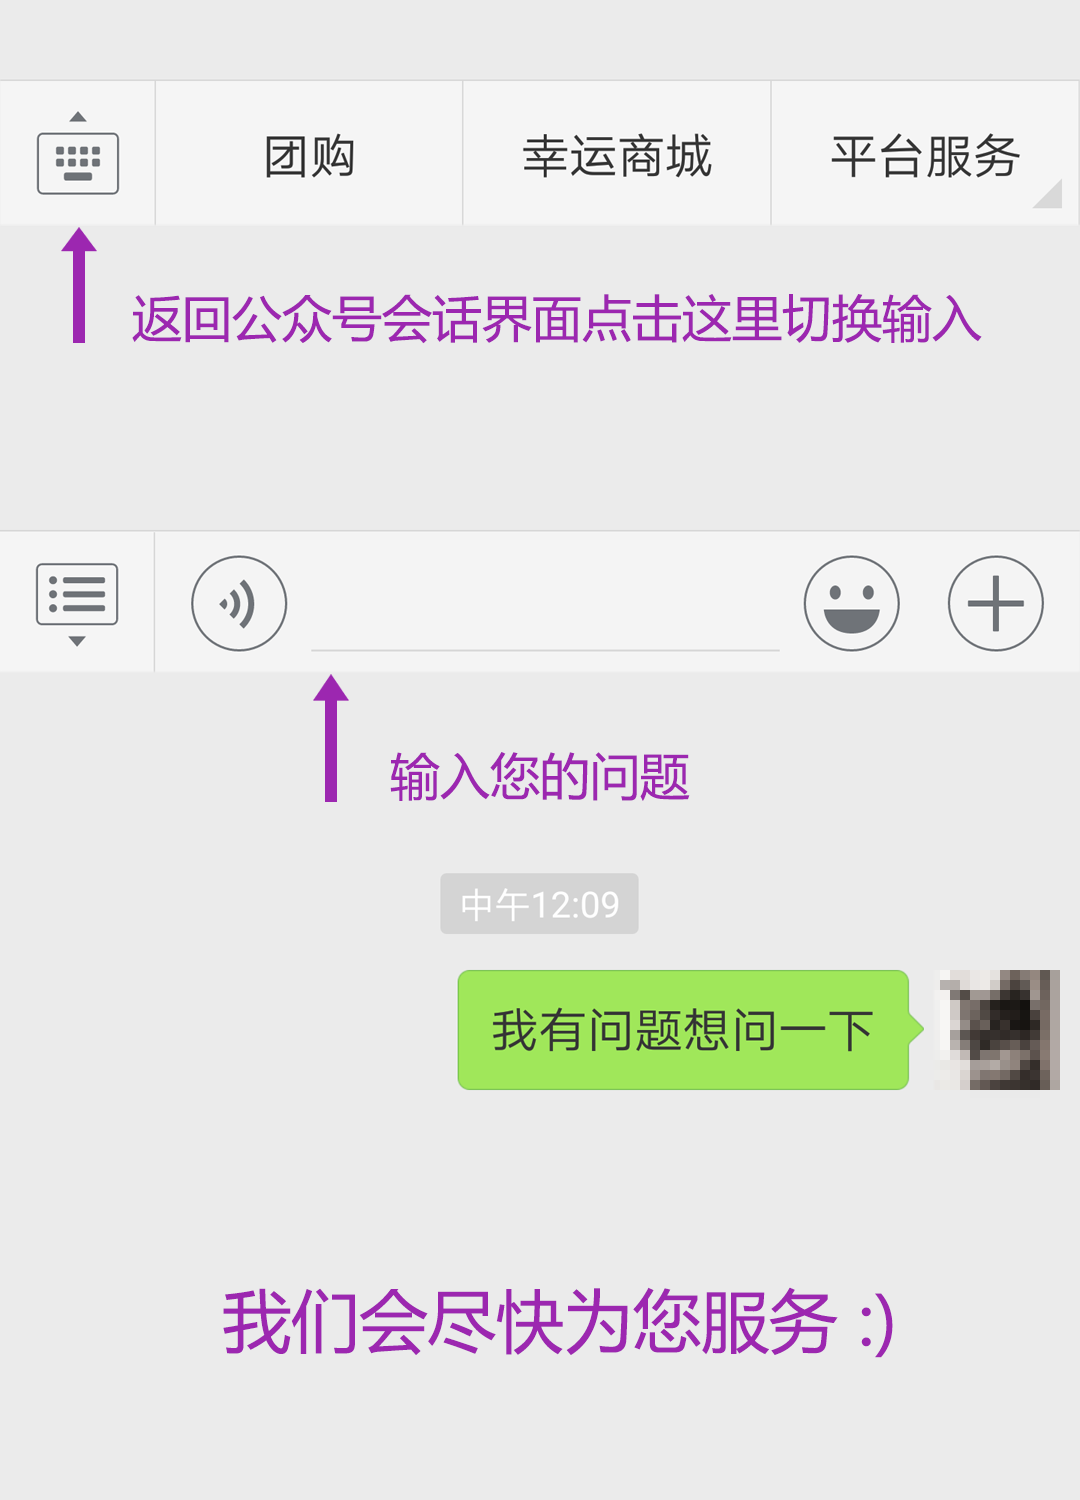 团购 幸运商城 平台服务
返回公众号会话界面点击这里切换输入
输入您的问题
中午12:09
我有问题想问一下
我们会尽快为您服务 :)